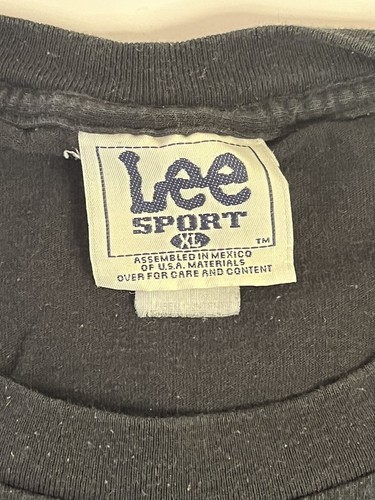 Lee
SPORT
XL
TM
ASSEMBLED IN MEXICO
OF U.S.A. MATERIALS
OVER FOR CARE AND CONTENT